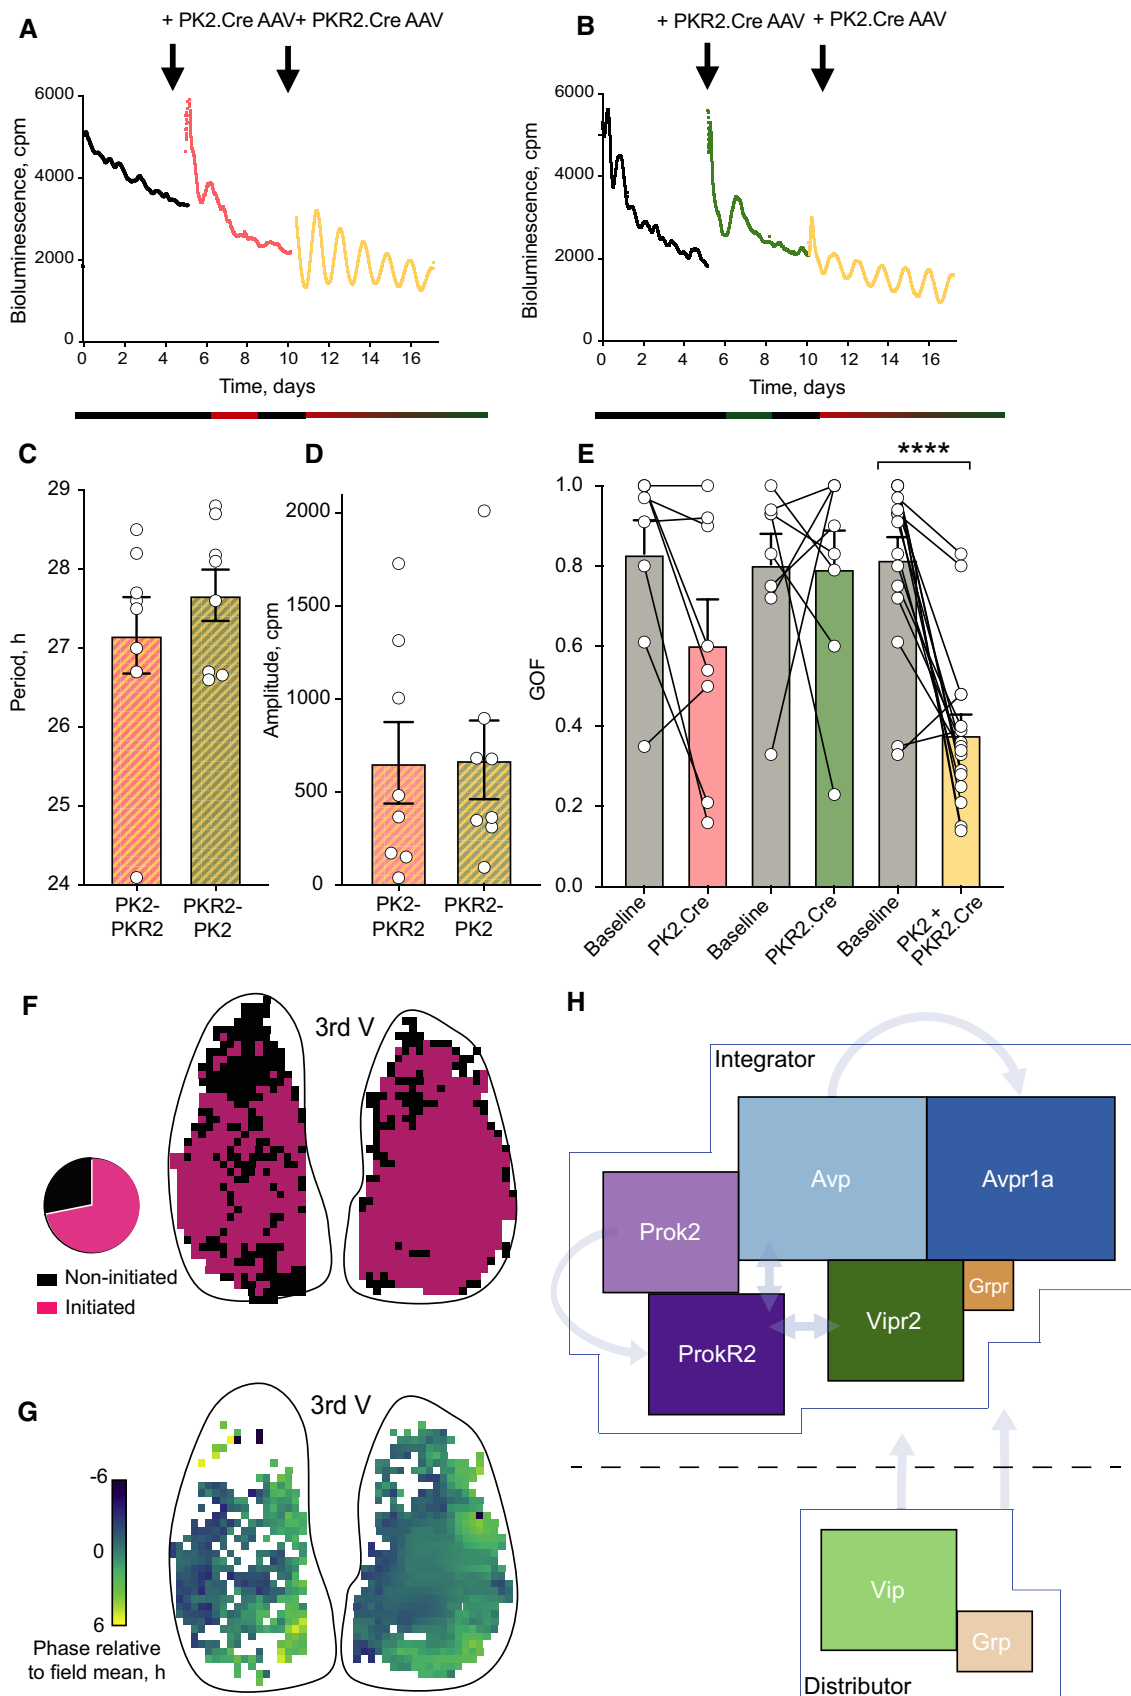 A
+ PK2.Cre AAV+ PKR2.Cre AAV
Bioluminescence, cpm
6000
4000
2000
0
0 2 4 6 8 10 12 14 16
Time, days
B
+ PKR2.Cre AAV + PK2.Cre AAV
Bioluminescence, cpm
6000
4000
2000
0
0 2 4 6 8 10 12 14 16
Time, days
C
Period, h
29
28
27
26
25
24
PK2-
PKR2
PKR2-
PK2
D
Amplitude, cpm
2000
1500
1000
500
0
PK2-
PKR2
PKR2-
PK2
E
****
GOF
1.0
0.8
0.6
0.4
0.2
0.0
Baseline
PK2.Cre
Baseline
PKR2.Cre
Baseline
PK2 +
PKR2.Cre
F
3rd V
Non-initiated
Initiated
G
3rd V
-6
0
6
Phase relative
to field mean, h
H
Integrator
Avp
Avpr1a
Prok2
Grpr
Vipr2
ProkR2
Vip
Grp
Distributor